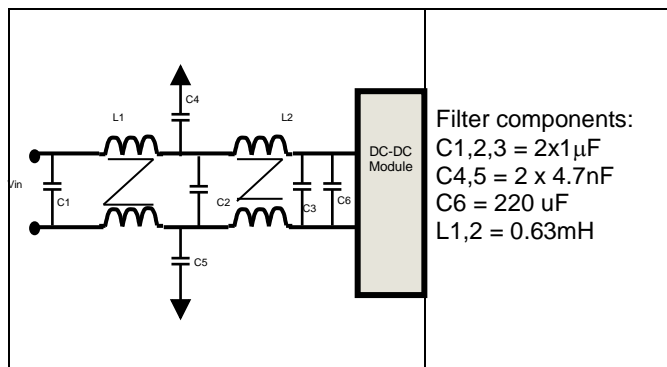 C4
L1
L2
DC-DC
Module
Vin
C1
C2
C3
C6
C5
Filter components:
C1,2,3 = 2x1μF
C4,5 = 2 x 4.7nF
C6 = 220 uF
L1,2 = 0.63mH